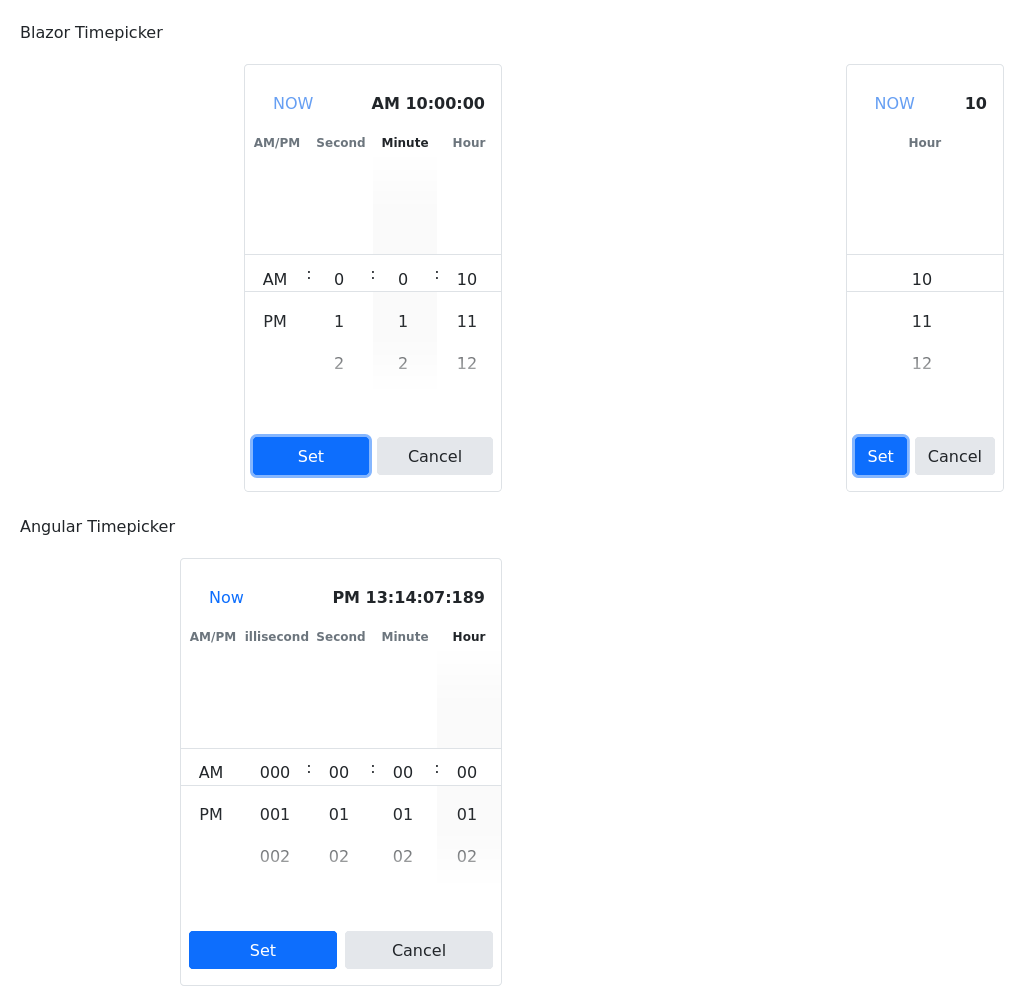 Blazor Timepicker
NOW AM 10:00:00
AM/PM Second Minute Hour
AM : 0 : 0 : 10
PM 1 1 11
2 2 12
Set Cancel
NOW 10
Hour
10
11
12
Set Cancel
Angular Timepicker
Now PM 13:14:07:189
AM/PM illisecond Second Minute Hour
AM 000 : 00 : 00 : 00
PM 001 01 01 01
002 02 02 02
Set Cancel